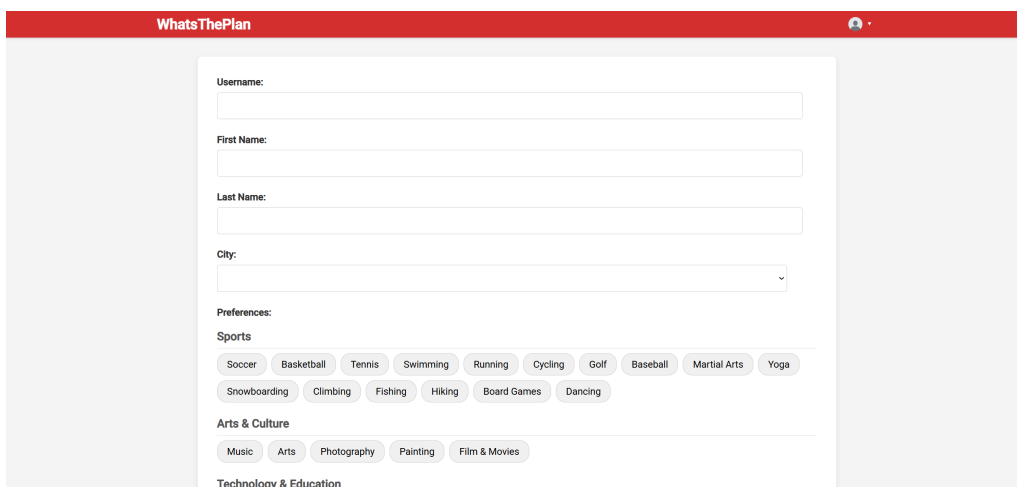 WhatsThePlan
Username:
First Name:
Last Name:
City:
Preferences:
Sports
Soccer Basketball Tennis Swimming Running Cycling Golf Baseball Martial Arts Yoga
Snowboarding Climbing Fishing Hiking Board Games Dancing
Arts & Culture
Music Arts Photography Painting Film & Movies
Technology & Education